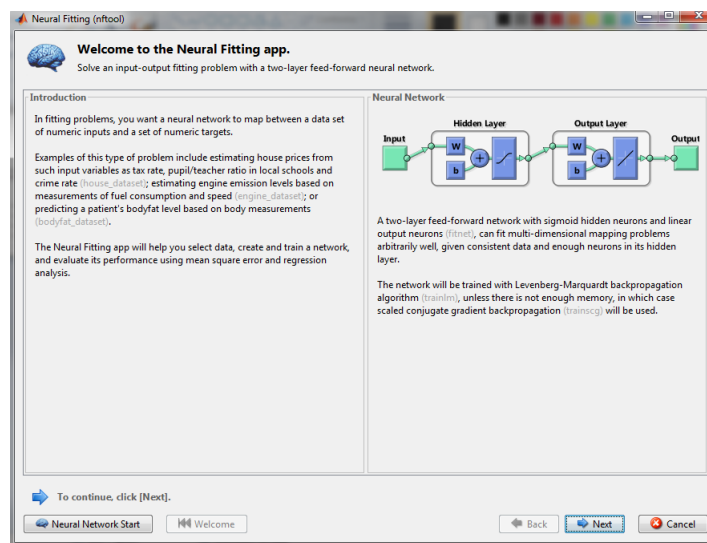 Neural Fitting (nftool)
Welcome to the Neural Fitting app.
Solve an input-output fitting problem with a two-layer feed-forward neural network.
Introduction
In fitting problems, you want a neural network to map between a data set
of numeric inputs and a set of numeric targets.
Examples of this type of problem include estimating house prices from
such input variables as tax rate, pupil/teacher ratio in local schools and
crime rate (house_dataset); estimating engine emission levels based on
measurements of fuel consumption and speed (engine_dataset); or
predicting a patient's bodyfat level based on body measurements
(bodyfat_dataset).
The Neural Fitting app will help you select data, create and train a network,
and evaluate its performance using mean square error and regression
analysis.
Neural Network
Hidden Layer Output Layer
Input Output
W W
b b
A two-layer feed-forward network with sigmoid hidden neurons and linear
output neurons (fitnet), can fit multi-dimensional mapping problems
arbitrarily well, given consistent data and enough neurons in its hidden
layer.
The network will be trained with Levenberg-Marquardt backpropagation
algorithm (trainlm), unless there is not enough memory, in which case
scaled conjugate gradient backpropagation (trainscg) will be used.
To continue, click [Next].
Neural Network Start Welcome Back Next Cancel